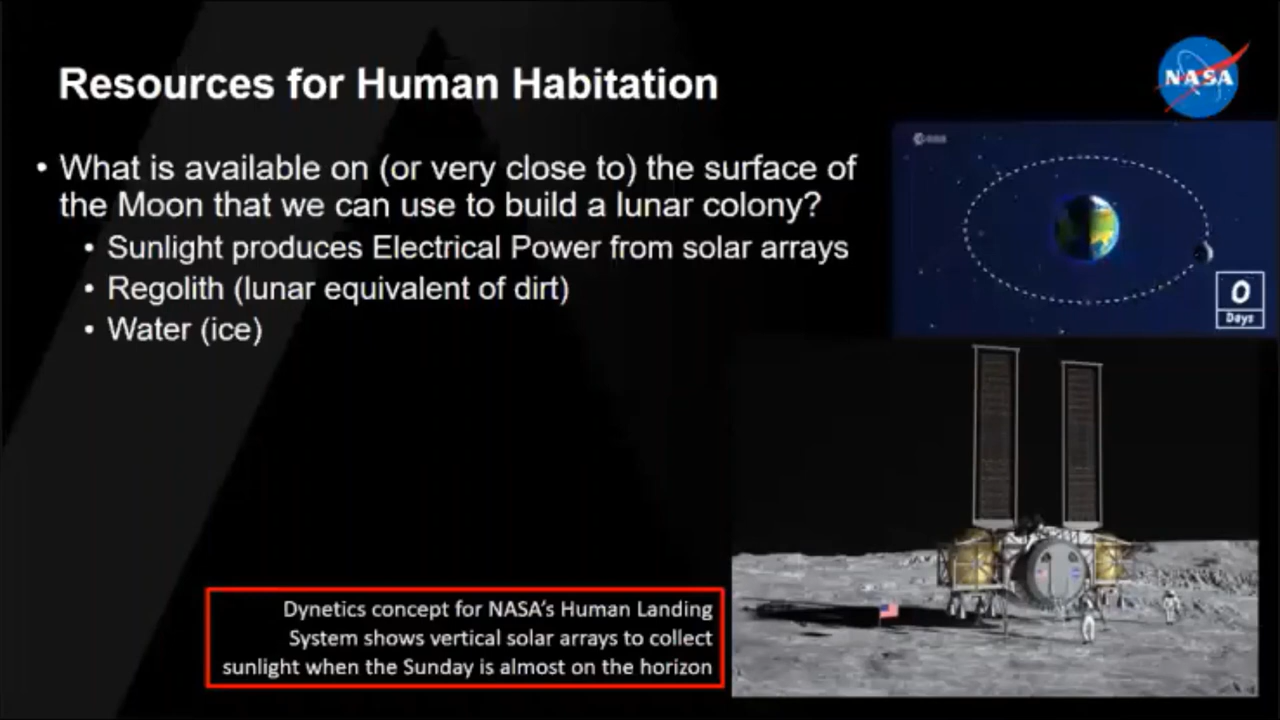 Resources for Human Habitation
NASA
• What is available on (or very close to) the surface of
the Moon that we can use to build a lunar colony?
• Sunlight produces Electrical Power from solar arrays
• Regolith (lunar equivalent of dirt)
• Water (ice)
0
Days
Dynetics concept for NASA's Human Landing
System shows vertical solar arrays to collect
sunlight when the Sunday is almost on the horizon